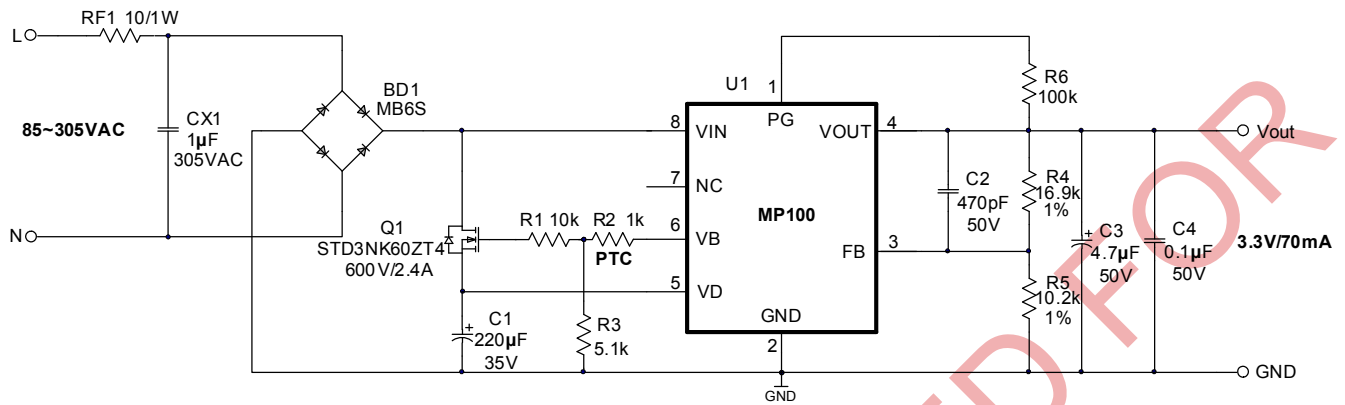 RF1 10/1W
L
CX1
1µF
305VAC
85~305VAC
N
BD1
MB6S
Q1
STD3NK60ZT4
600V/2.4A
R1 10k
R2 1k
PTC
R3
5.1k
C1
220µF
35V
U1
1
PG
8
VIN
7
NC
6
VB
5
VD
MP100
VOUT
4
FB
3
GND
2
GND
R6
100k
C2
470pF
50V
R4
16.9k
1%
R5
10.2k
1%
C3
4.7µF
50V
C4
0.1µF
50V
Vout
3.3V/70mA
GND
ED FOR